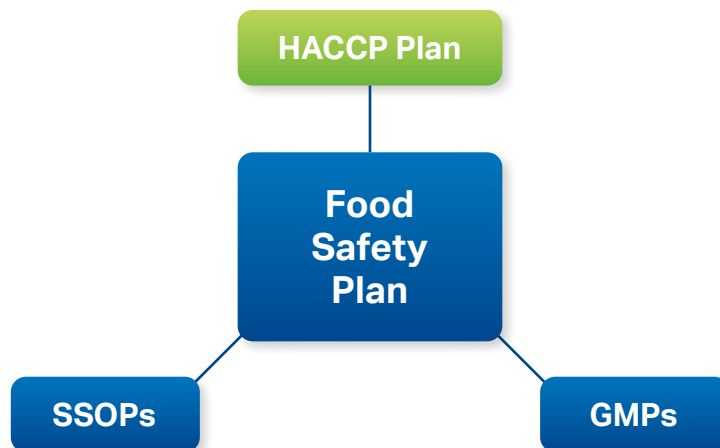 HACCP Plan
Food
Safety
Plan
SSOPs
GMPs